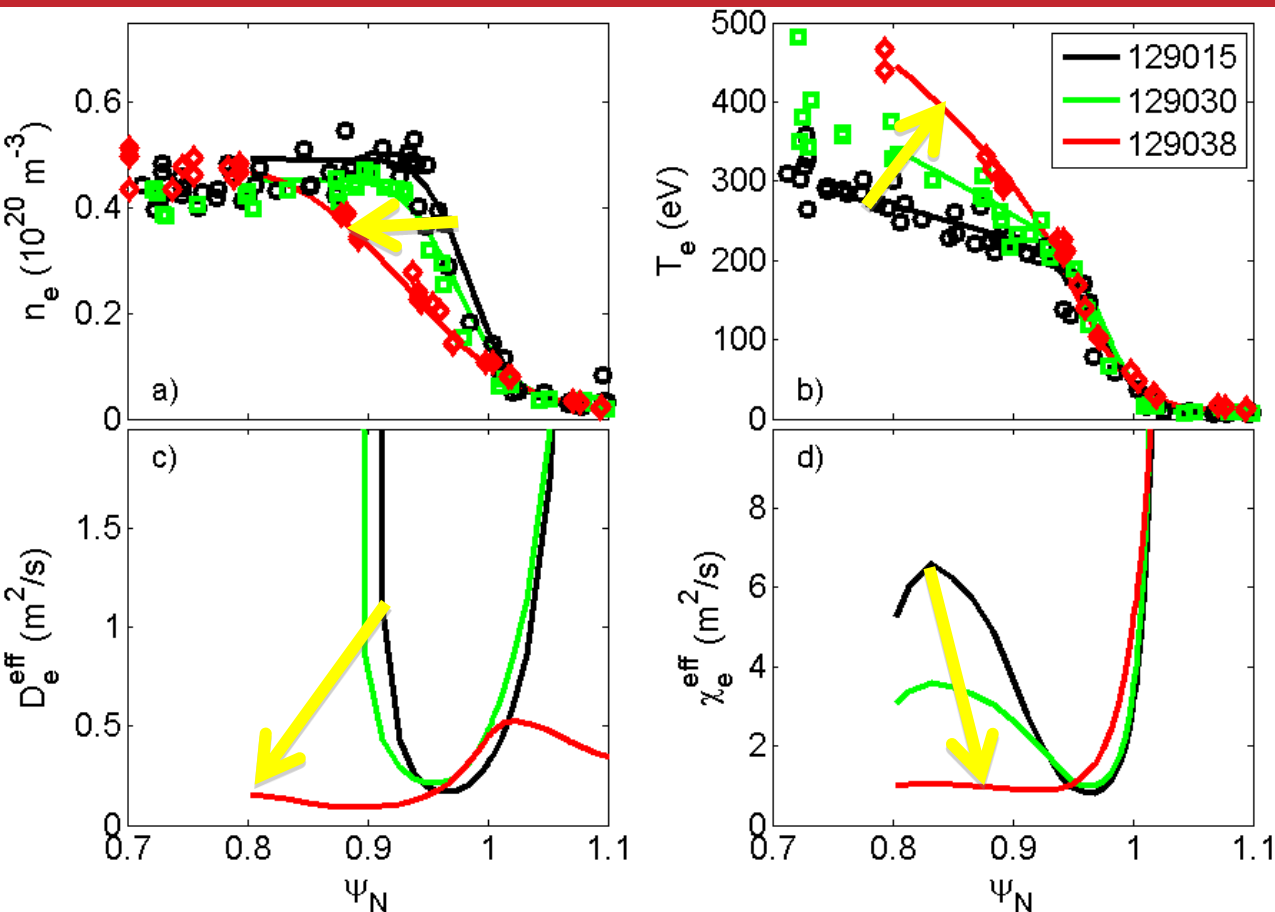 0.6
0.4
0.2
0
n_e (10^20 m^-3)
a)
500
400
300
200
100
0
T_e (eV)
b)
129015
129030
129038
1.5
1
0.5
0
D_e^eff (m^2/s)
c)
0.7 0.8 0.9 1 1.1
Ψ_N
8
6
4
2
0
χ_e^eff (m^2/s)
d)
0.7 0.8 0.9 1 1.1
Ψ_N